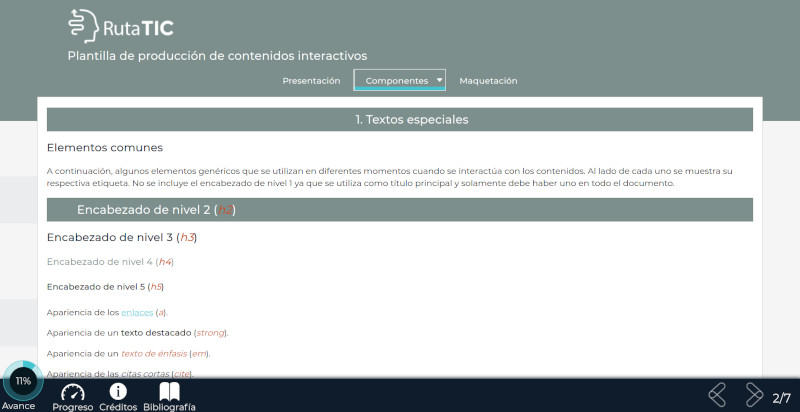 RutaTIC
Plantilla de producción de contenidos interactivos
Presentación
Componentes
Maquetación
1. Textos especiales
Elementos comunes
A continuación, algunos elementos genéricos que se utilizan en diferentes momentos cuando se interactúa con los contenidos. Al lado de cada uno se muestra su
respectiva etiqueta. No se incluye el encabezado de nivel 1 ya que se utiliza como título principal y solamente debe haber uno en todo el documento.
Encabezado de nivel 2 (h2)
Encabezado de nivel 3 (h3)
Encabezado de nivel 4 (h4)
Encabezado de nivel 5 (h5)
Apariencia de los enlaces (a).
Apariencia de un texto destacado (strong).
Apariencia de un texto de énfasis (em).
Apariencia de las citas cortas (cite).
11%
Avance
Progreso
Créditos
Bibliografía
2/7